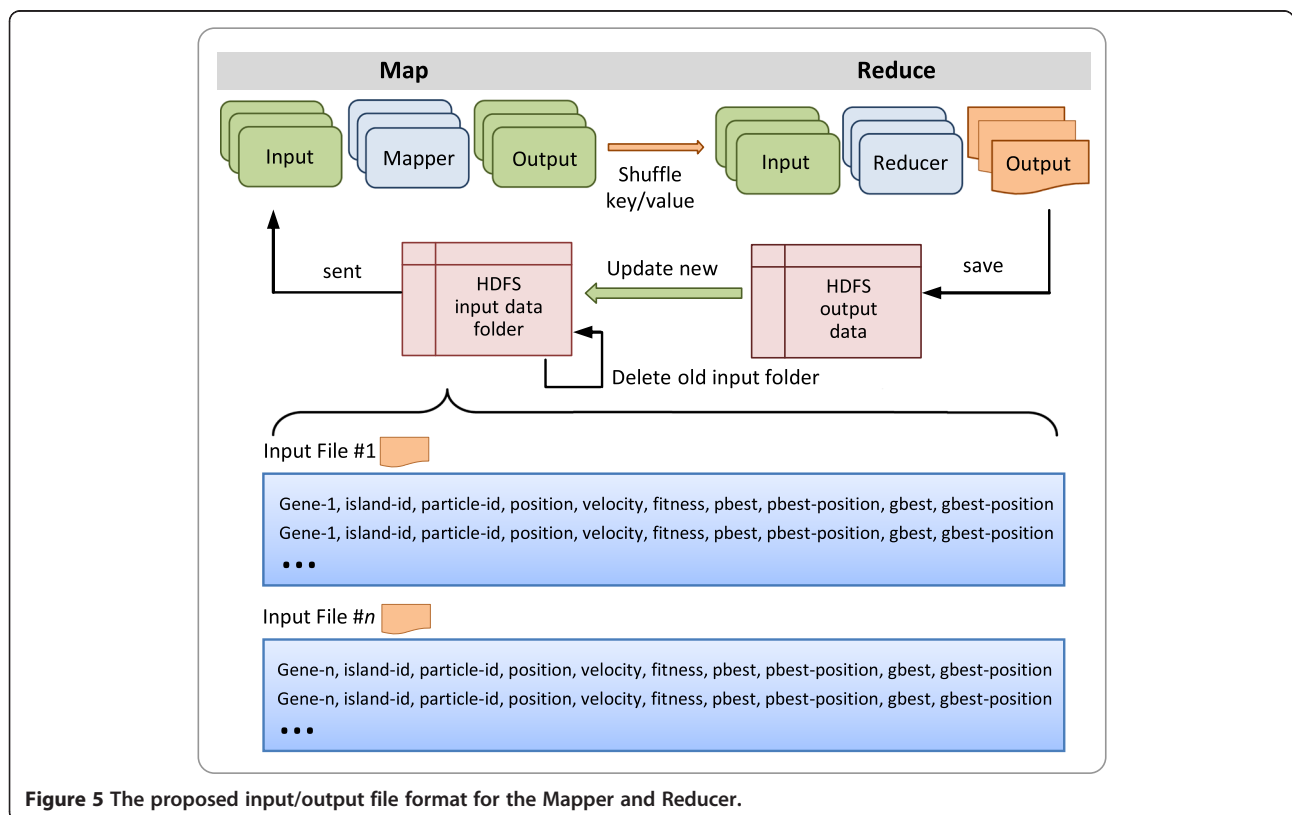 Map
Reduce
Input
Mapper
Output
Shuffle
key/value
Input
Reducer
Output
sent
HDFS
input data
folder
Update new
HDFS
output
data
save
Delete old input folder
Input File #1
Gene-1, island-id, particle-id, position, velocity, fitness, pbest, pbest-position, gbest, gbest-position
Gene-1, island-id, particle-id, position, velocity, fitness, pbest, pbest-position, gbest, gbest-position
...
Input File #n
Gene-n, island-id, particle-id, position, velocity, fitness, pbest, pbest-position, gbest, gbest-position
Gene-n, island-id, particle-id, position, velocity, fitness, pbest, pbest-position, gbest, gbest-position
...
Figure 5 The proposed input/output file format for the Mapper and Reducer.